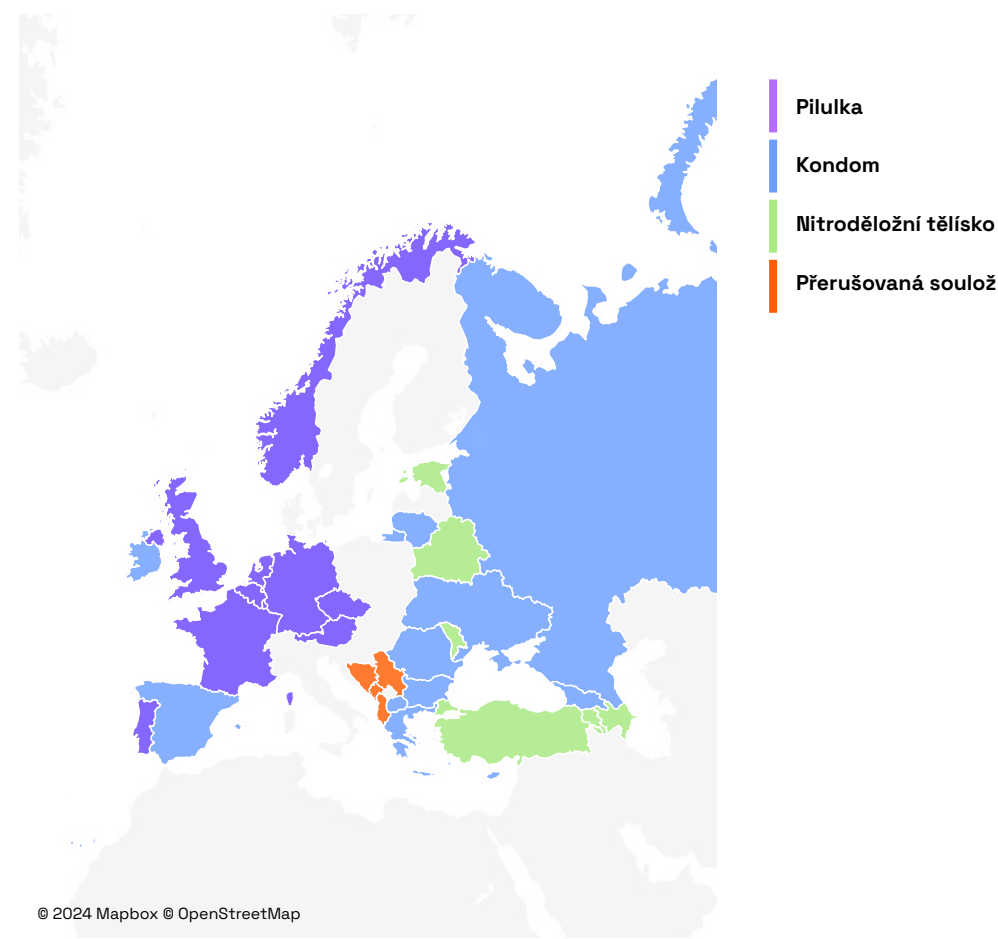 Pilulka
Kondom
Nitroděložní tělísko
Přerušovaná soulož
© 2024 Mapbox © OpenStreetMap